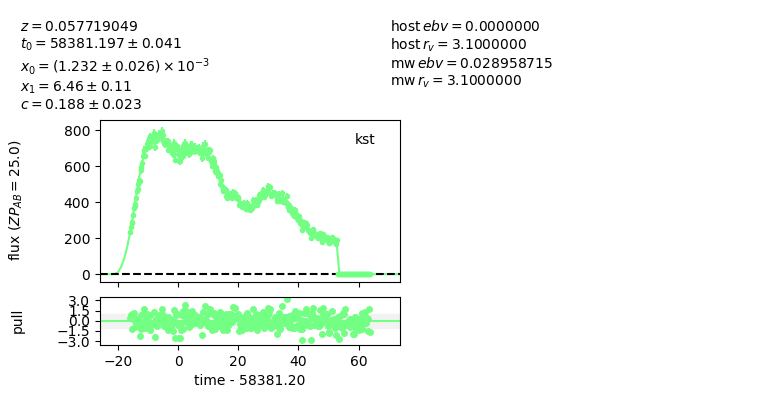 z = 0.057719049
t₀ = 58381.197 ± 0.041
x₀ = (1.232 ± 0.026) × 10⁻³
x₁ = 6.46 ± 0.11
c = 0.188 ± 0.023
host ebv = 0.0000000
host r_v = 3.1000000
mw ebv = 0.028958715
mw r_v = 3.1000000
flux (ZP_AB = 25.0)
800
600
400
200
0
kst
pull
3.0
1.5
0.0
−1.5
−3.0
−20 0 20 40 60
time - 58381.20